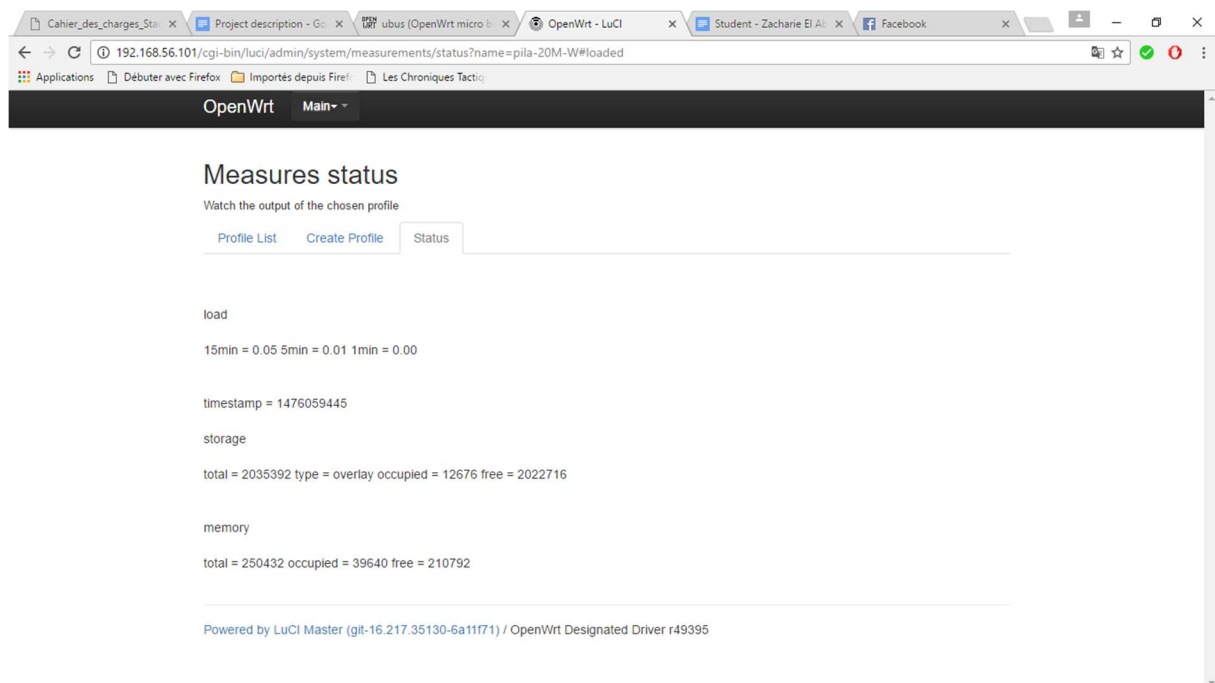 Cahier_des_charges_Sta
Project description - Go
ubus (OpenWrt micro b
OpenWrt - LuCI
Student - Zacharie El A
Facebook
192.168.56.101/cgi-bin/luci/admin/system/measurements/status?name=pila-20M-W#loaded
Applications Débuter avec Firefox Importés depuis Firef Les Chroniques Tactiq
OpenWrt Main
Measures status
Watch the output of the chosen profile
Profile List Create Profile Status
load
15min = 0.05 5min = 0.01 1min = 0.00
timestamp = 1476059445
storage
total = 2035392 type = overlay occupied = 12676 free = 2022716
memory
total = 250432 occupied = 39640 free = 210792
Powered by LuCI Master (git-16.217.35130-6a11f71) / OpenWrt Designated Driver r49395